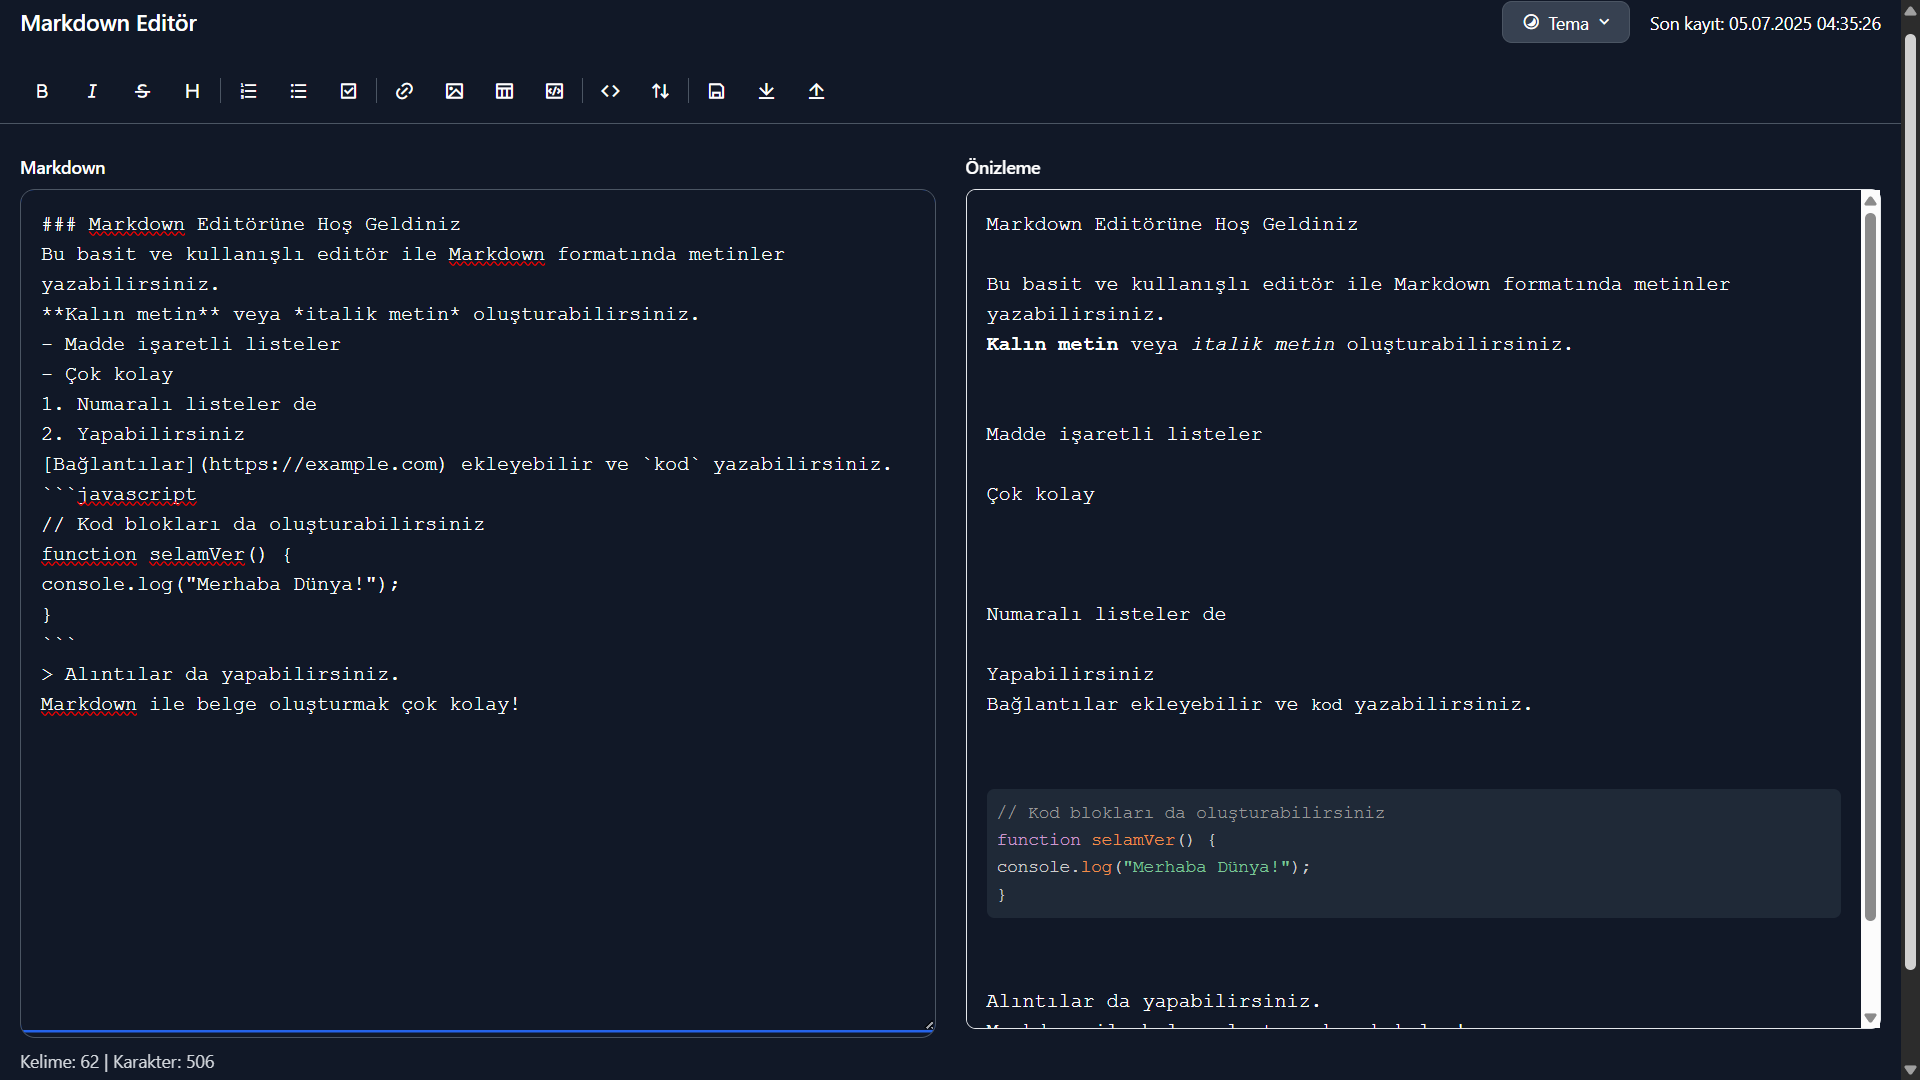 Markdown Editör
Tema
Son kayıt: 05.07.2025 04:35:26
B I S H
Markdown
### Markdown Editörüne Hoş Geldiniz
Bu basit ve kullanışlı editör ile Markdown formatında metinler
yazabilirsiniz.
**Kalın metin** veya *italik metin* oluşturabilirsiniz.
- Madde işaretli listeler
- Çok kolay
1. Numaralı listeler de
2. Yapabilirsiniz
[Bağlantılar](https://example.com) ekleyebilir ve `kod` yazabilirsiniz.
```javascript
// Kod blokları da oluşturabilirsiniz
function selamVer() {
console.log("Merhaba Dünya!");
}
```
> Alıntılar da yapabilirsiniz.
Markdown ile belge oluşturmak çok kolay!
Önizleme
Markdown Editörüne Hoş Geldiniz
Bu basit ve kullanışlı editör ile Markdown formatında metinler
yazabilirsiniz.
Kalın metin veya italik metin oluşturabilirsiniz.
Madde işaretli listeler
Çok kolay
Numaralı listeler de
Yapabilirsiniz
Bağlantılar ekleyebilir ve kod yazabilirsiniz.
// Kod blokları da oluşturabilirsiniz
function selamVer() {
console.log("Merhaba Dünya!");
}
Alıntılar da yapabilirsiniz.
Kelime: 62 | Karakter: 506